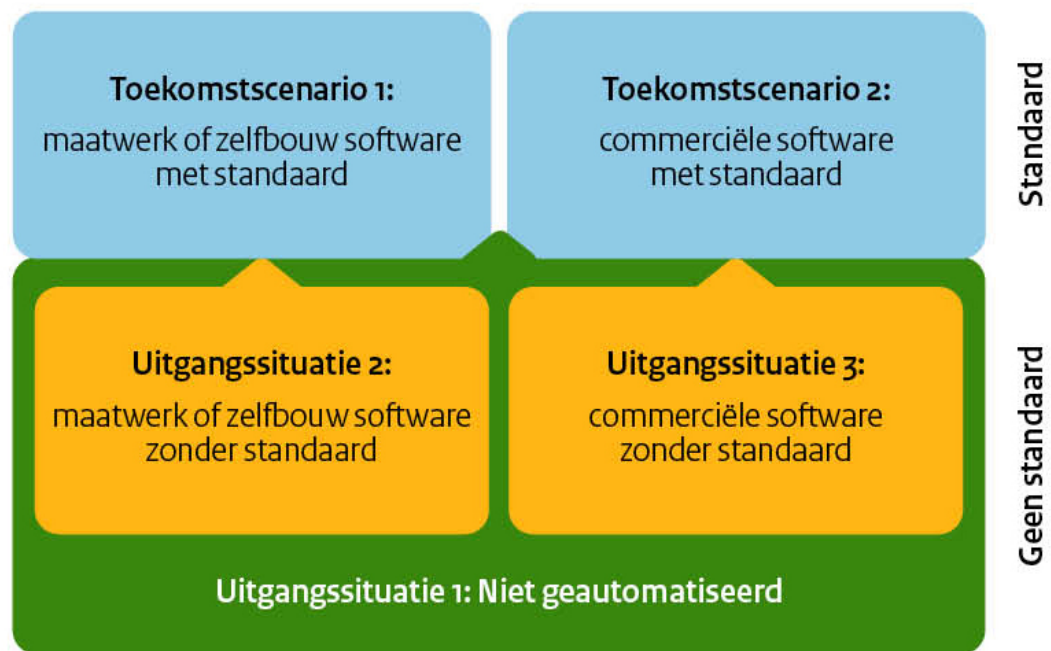 Toekomstscenario 1:
maatwerk of zelfbouw software
met standaard
Toekomstscenario 2:
commerciële software
met standaard
Standaard
Uitgangssituatie 2:
maatwerk of zelfbouw software
zonder standaard
Uitgangssituatie 3:
commerciële software
zonder standaard
Geen standaard
Uitgangssituatie 1: Niet geautomatiseerd